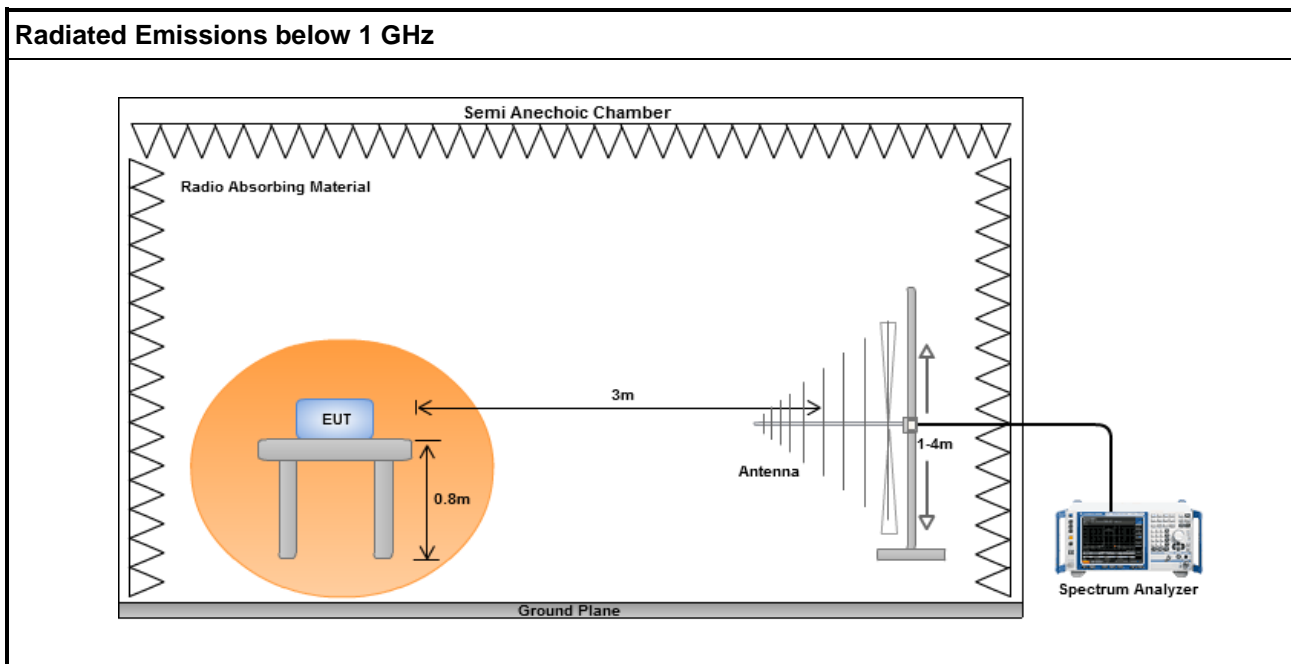 Radiated Emissions below 1 GHz
Semi Anechoic Chamber
Radio Absorbing Material
3m
EUT
1-4m
Antenna
0.8m
Spectrum Analyzer
Ground Plane